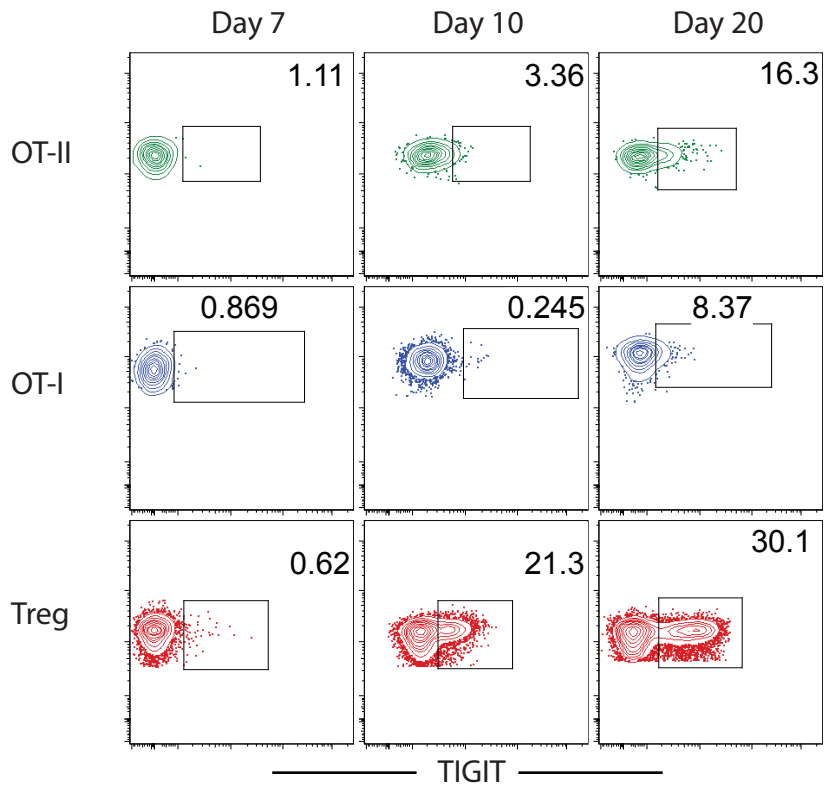 Day 7 Day 10 Day 20
OT-II 1.11 3.36 16.3
OT-I 0.869 0.245 8.37
Treg 0.62 21.3 30.1
TIGIT